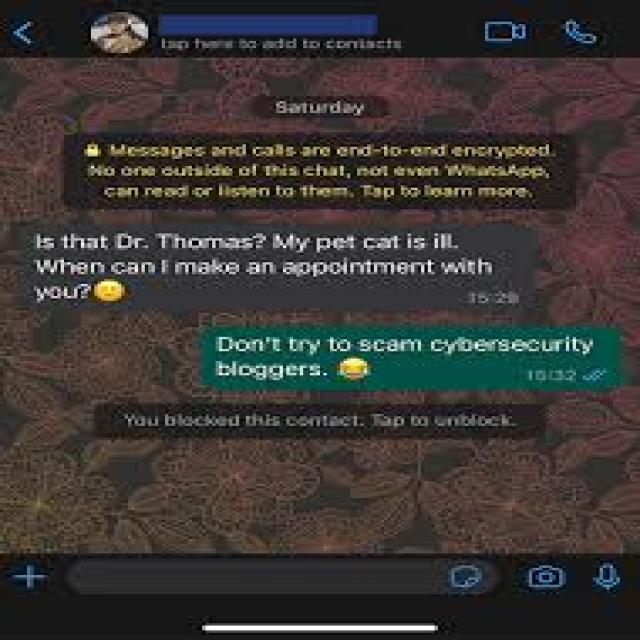 tap here to add to contacts
Saturday
Messages and calls are end-to-end encrypted.
No one outside of this chat, not even WhatsApp,
can read or listen to them. Tap to learn more.
Is that Dr. Thomas? My pet cat is ill.
When can I make an appointment with
you?🙂
Don't try to scam cybersecurity
bloggers. 😂
15:32
You blocked this contact. Tap to unblock.